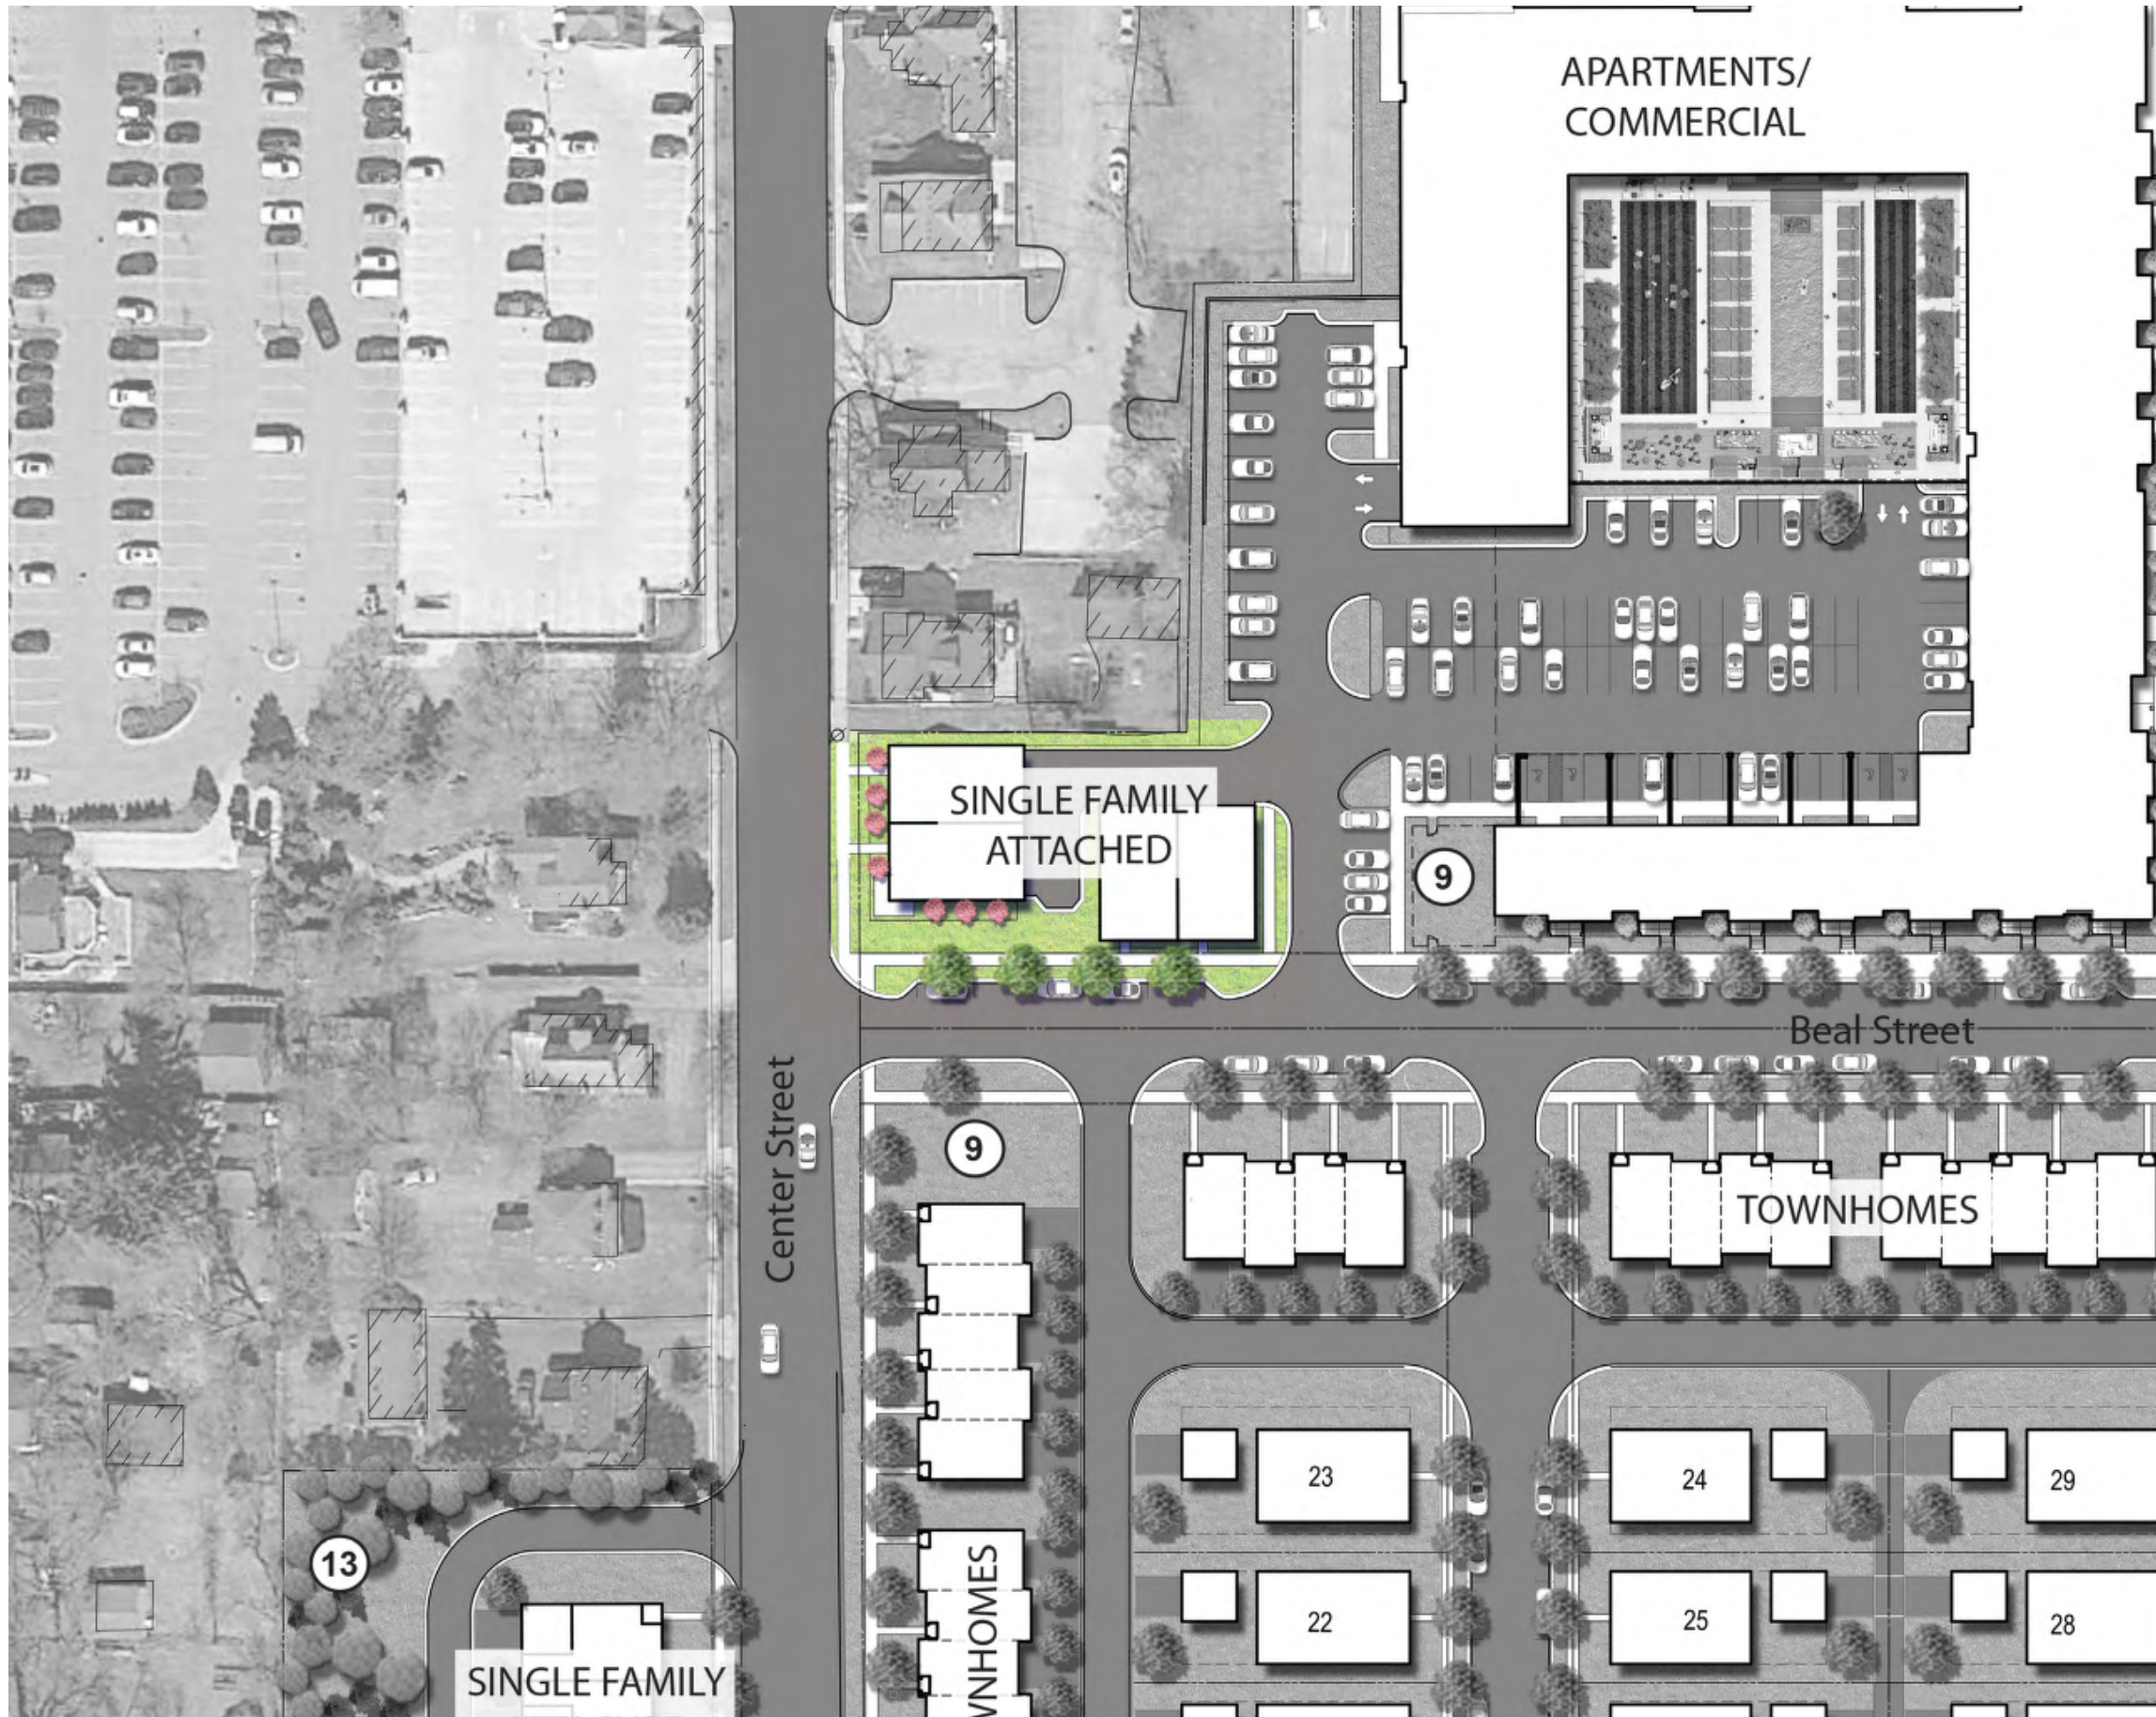 APARTMENTS/
COMMERCIAL
SINGLE FAMILY
ATTACHED
9
Beal Street
Center Street
9
TOWNHOMES
23
24
29
13
WNHOMES
22
25
28
SINGLE FAMILY